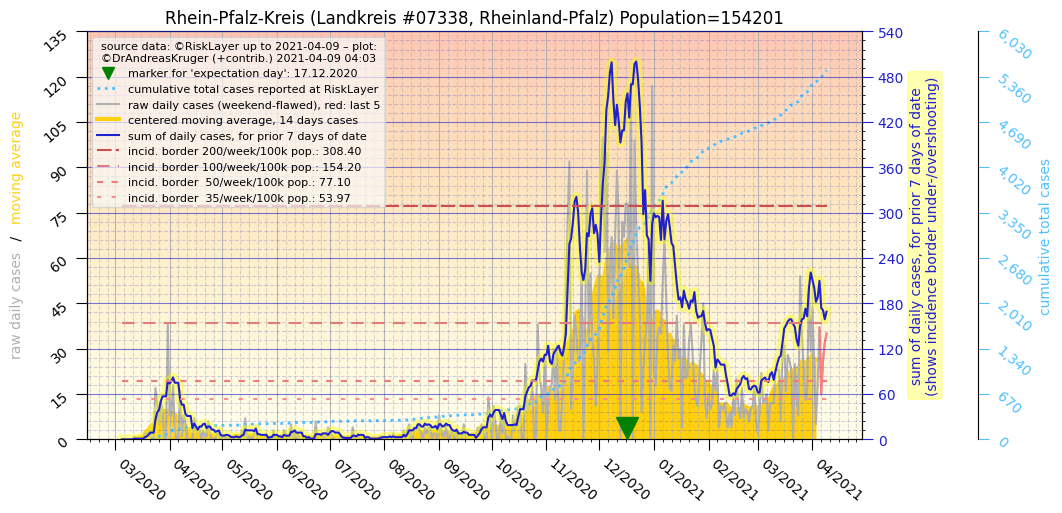 Rhein-Pfalz-Kreis (Landkreis #07338, Rheinland-Pfalz) Population=154201
source data: ©RiskLayer up to 2021-04-09 – plot:
©DrAndreasKruger (+contrib.) 2021-04-09 04:03
marker for 'expectation day': 17.12.2020
cumulative total cases reported at RiskLayer
raw daily cases (weekend-flawed), red: last 5
centered moving average, 14 days cases
sum of daily cases, for prior 7 days of date
incid. border 200/week/100k pop.: 308.40
incid. border 100/week/100k pop.: 154.20
incid. border  50/week/100k pop.: 77.10
incid. border  35/week/100k pop.: 53.97
raw daily cases  /  moving average
135
120
105
90
75
60
45
30
15
0
03/2020
04/2020
05/2020
06/2020
07/2020
08/2020
09/2020
10/2020
11/2020
12/2020
01/2021
02/2021
03/2021
04/2021
540
480
420
360
300
240
180
120
60
0
sum of daily cases, for prior 7 days of date
(shows incidence border under-/overshooting)
6,030
5,360
4,690
4,020
3,350
2,680
2,010
1,340
670
0
cumulative total cases